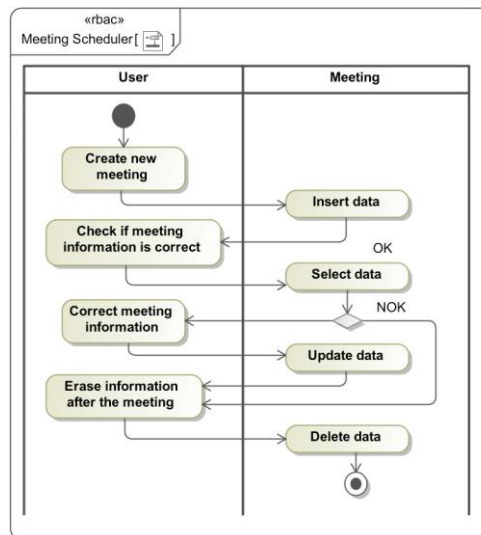 «rbac»
Meeting Scheduler[ ]
User
Meeting
Create new
meeting
Insert data
Check if meeting
information is correct
OK
Select data
NOK
Correct meeting
information
Update data
Erase information
after the meeting
Delete data